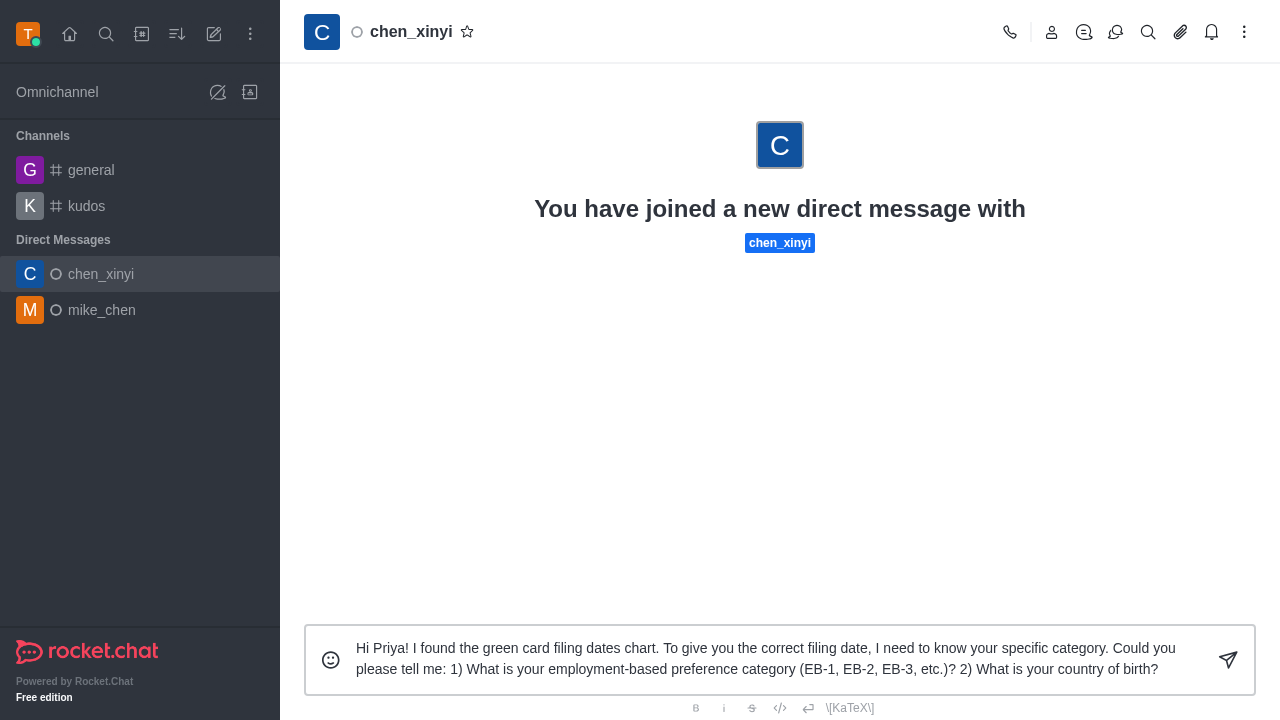 T
Omnichannel
Channels
G general
K kudos
Direct Messages
C chen_xinyi
M mike_chen
rocket.chat
Powered by Rocket.Chat
Free edition
C chen_xinyi
C
You have joined a new direct message with
chen_xinyi
Hi Priya! I found the green card filing dates chart. To give you the correct filing date, I need to know your specific category. Could you
please tell me: 1) What is your employment-based preference category (EB-1, EB-2, EB-3, etc.)? 2) What is your country of birth?
B i S \[KaTeX\]